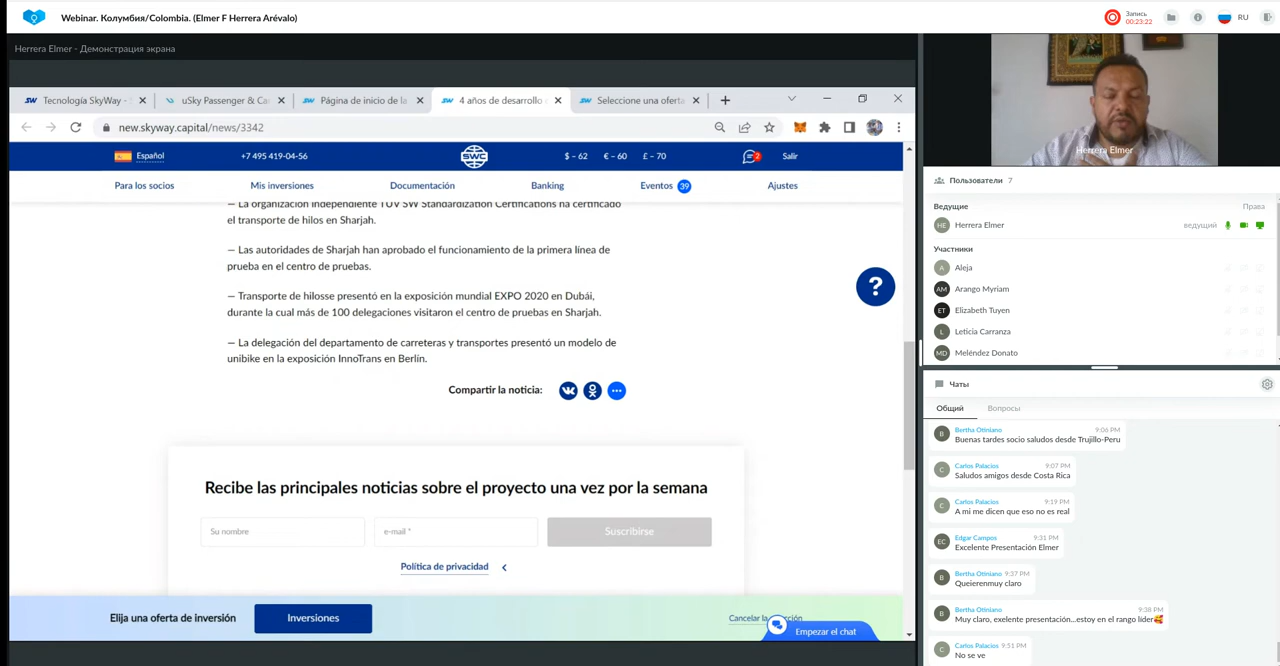 Webinar. Колумбия/Colombia. (Elmer F Herrera Arévalo)
Запись
00:23:22
RU
Herrera Elmer - Демонстрация экрана
Tecnología SkyWay -
uSky Passenger & Ca
Página de inicio de la
4 años de desarrollo
Seleccione una oferta
new.skyway.capital/news/3342
Español
+7 495 419-04-56
SWC
$ – 62
€ – 60
£ – 70
2
Salir
Para los socios
Mis inversiones
Documentación
Banking
Eventos 39
Ajustes
— La organización independiente TÜV SW Standardization Certifications ha certificado
el transporte de hilos en Sharjah.
— Las autoridades de Sharjah han aprobado el funcionamiento de la primera línea de
prueba en el centro de pruebas.
— Transporte de hilosse presentó en la exposición mundial EXPO 2020 en Dubái,
durante la cual más de 100 delegaciones visitaron el centro de pruebas en Sharjah.
— La delegación del departamento de carreteras y transportes presentó un modelo de
unibike en la exposición InnoTrans en Berlín.
Compartir la noticia:
?
Recibe las principales noticias sobre el proyecto una vez por la semana
Su nombre
e-mail *
Suscribirse
Política de privacidad
Elija una oferta de inversión
Inversiones
Cancelar la
Empezar el chat
Herrera Elmer
Пользователи 7
Ведущие
Права
HE
Herrera Elmer
ведущий
Участники
A
Aleja
AM
Arango Myriam
ET
Elizabeth Tuyen
L
Leticia Carranza
MD
Meléndez Donato
Чаты
Общий
Вопросы
B
Bertha Otiniano 9:06 PM
Buenas tardes socio saludos desde Trujillo-Peru
C
Carlos Palacios 9:07 PM
Saludos amigos desde Costa Rica
C
Carlos Palacios 9:19 PM
A mi me dicen que eso no es real
EC
Edgar Campos 9:31 PM
Excelente Presentación Elmer
B
Bertha Otiniano 9:37 PM
Queierenmuy claro
B
Bertha Otiniano 9:38 PM
Muy claro, exelente presentación...estoy en el rango lider🥰
C
Carlos Palacios 9:51 PM
No se ve